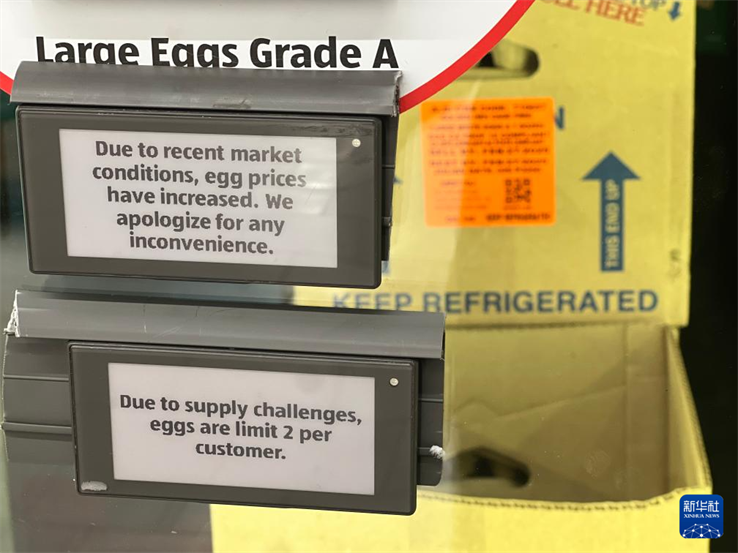 HERE
Large Eggs Grade A
Due to recent market
conditions, egg prices
have increased. We
apologize for any
inconvenience.
THIS END UP
KEEP REFRIGERATED
Due to supply challenges,
eggs are limit 2 per
customer.
新华社
XINHUA NEWS